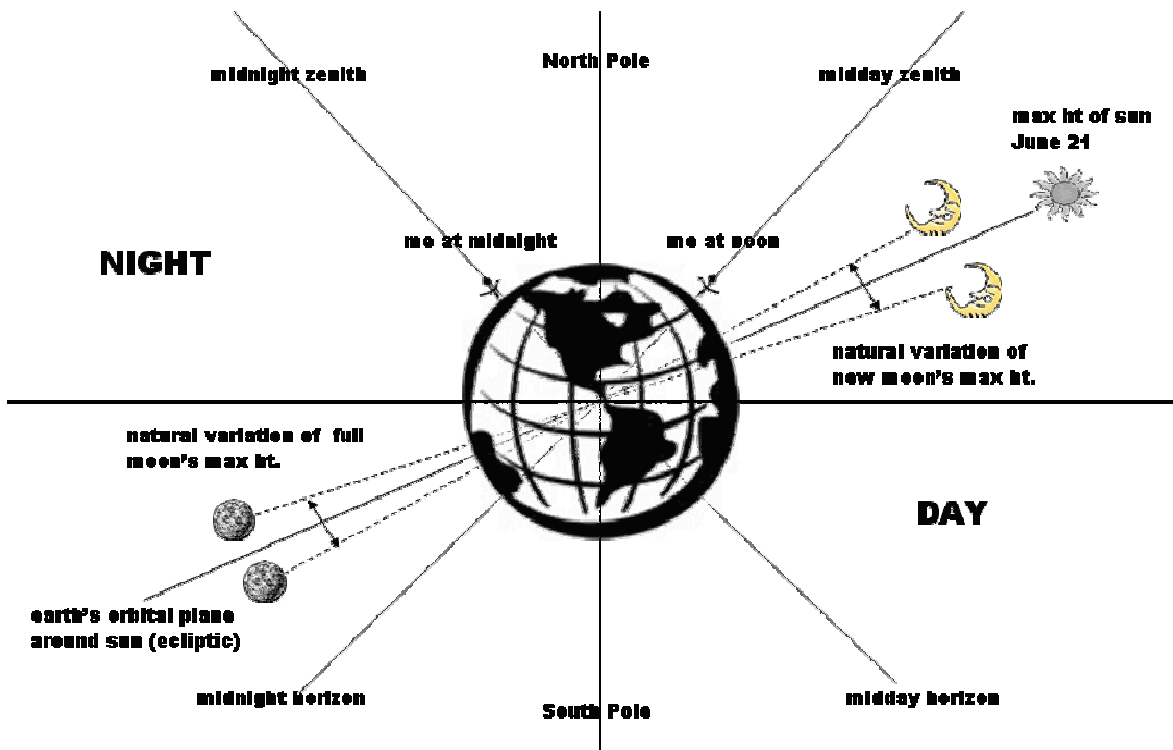 North Pole
midnight zenith
midday zenith
max ht of sun
June 21
me at midnight
me at noon
NIGHT
natural variation of
new moon's max ht.
natural variation of full
moon's max ht.
DAY
earth's orbital plane
around sun (ecliptic)
midnight horizon
South Pole
midday horizon